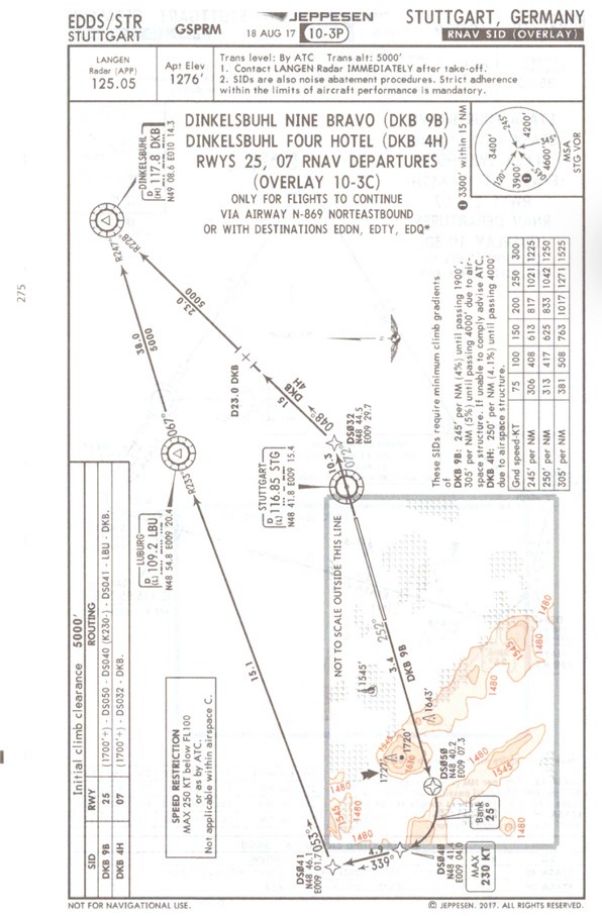 EDDS/STR
STUTTGART
GSPRM
JEPPESEN
18 AUG 17
10-3P
STUTTGART, GERMANY
RNAV SID (OVERLAY)
LANGEN
Radar (APP)
125.05
Apt Elev
1276'
Trans level: By ATC Trans alt: 5000'
1. Contact LANGEN Radar IMMEDIATELY after take-off.
2. SIDs are also noise abatement procedures. Strict adherence
within the limits of aircraft performance is mandatory.
DINKELSBUHL NINE BRAVO (DKB 9B)
DINKELSBUHL FOUR HOTEL (DKB 4H)
RWYS 25, 07 RNAV DEPARTURES
(OVERLAY 10-3C)
ONLY FOR FLIGHTS TO CONTINUE
VIA AIRWAY N-869 NORTEASTBOUND
OR WITH DESTINATIONS EDDN, EDTY, EDQ*
3300' within 15 NM
MSA
STG VOR
3400'
4200'
4600'
3900'
245°
345°
045°
120°
DINKELSBUHL
D
(H) 117.8 DKB
N49 08.6 E010 14.3
R247°
R228°
38.0
5000
23.0
5000
D23.0 DKB
15
DKB
4H
048°
DS032
N48 44.5
E009 29.7
10.3
072°
STUTTGART
D
(L) 116.85 STG
N48 41.8 E009 15.4
067°
R233°
LUBURG
D
(L) 109.2 LBU
N48 54.8 E009 20.4
These SIDs require minimum climb gradients
of
DKB 9B: 245' per NM (4%) until passing 1900',
305' per NM (5%) until passing 4000' due to air-
space structure. If unable to comply advise ATC.
DKB 4H: 250' per NM (4.1%) until passing 4000'
due to airspace structure.
Gnd speed-KT 75 100 150 200 250 300
245' per NM 306 408 613 817 1021 1225
250' per NM 313 417 625 833 1042 1250
305' per NM 381 508 763 1017 1271 1525
275
Initial climb clearance 5000'
SID RWY ROUTING
DKB 9B 25 (1700'+) - DS050 - DS040 (K230-) - DS041 - LBU - DKB.
DKB 4H 07 (1700'+) - DS032 - DKB.
SPEED RESTRICTION
MAX 250 KT below FL100
or as by ATC.
Not applicable within airspace C.
15.1
NOT TO SCALE OUTSIDE THIS LINE
252°
3.4
DKB 9B
1545'
1643'
1720'
1727'
1480
1480
1480
1545
1480
1545
1480
1480
1545
1480
1480
1545
1650
DS050
N48 40.2
E009 07.3
Bank
25°
DS040
N48 41.4
E009 04.0
MAX
230 KT
4.9
339°
053°
DS041
N48 46.1
E009 01.7
NOT FOR NAVIGATIONAL USE.
© JEPPESEN, 2017. ALL RIGHTS RESERVED.